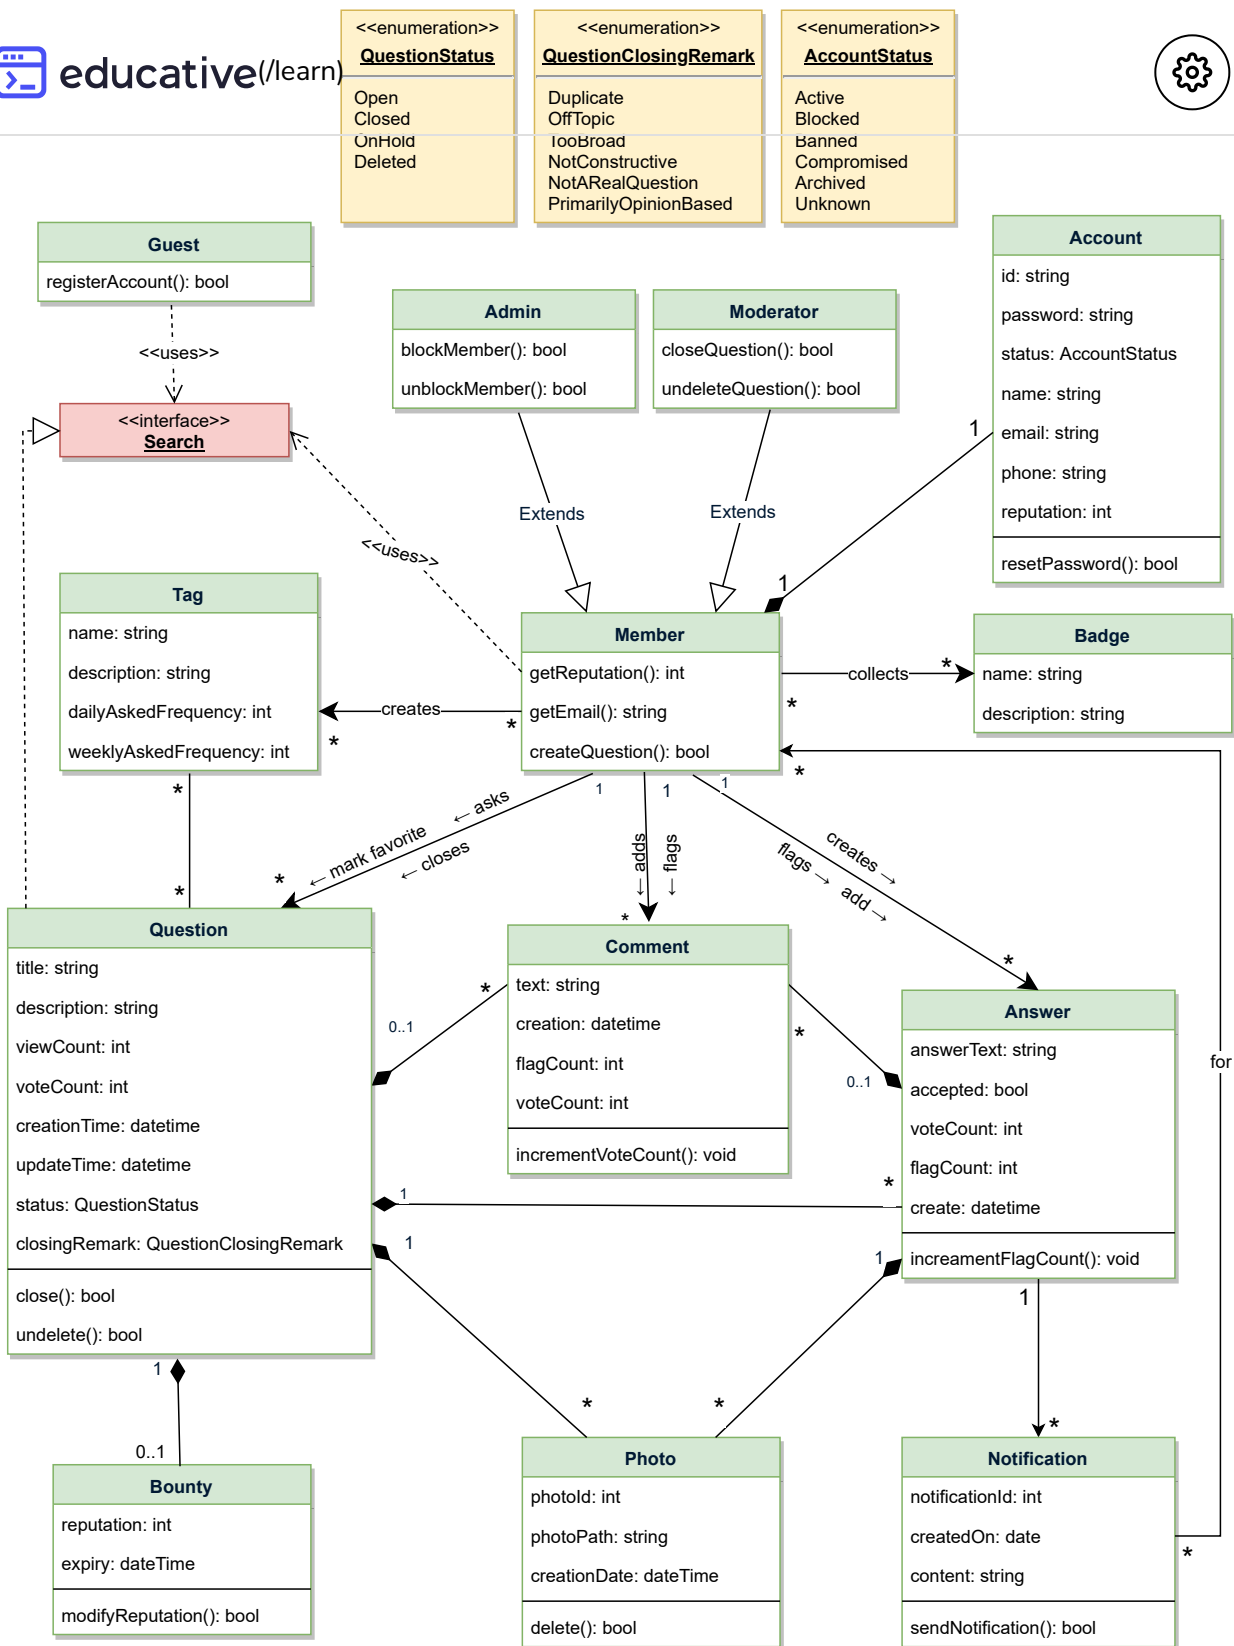 <<enumeration>>
QuestionStatus
Open
Closed
OnHold
Deleted
<<enumeration>>
QuestionClosingRemark
Duplicate
OffTopic
TooBroad
NotConstructive
NotARealQuestion
PrimarilyOpinionBased
<<enumeration>>
AccountStatus
Active
Blocked
Banned
Compromised
Archived
Unknown
educative(/learn)
Guest
registerAccount(): bool
<<uses>>
<<interface>>
Search
Admin
blockMember(): bool
unblockMember(): bool
Extends
Moderator
closeQuestion(): bool
undeleteQuestion(): bool
Extends
Account
id: string
password: string
status: AccountStatus
name: string
email: string
phone: string
reputation: int
resetPassword(): bool
1
1
<<uses>>
Tag
name: string
description: string
dailyAskedFrequency: int
weeklyAskedFrequency: int
creates
*
*
Member
getReputation(): int
getEmail(): string
createQuestion(): bool
collects
*
*
Badge
name: string
description: string
*
*
*
1
← asks
← mark favorite
← closes
*
1
← adds
← flags
*
1
creates →
flags →
add →
*
for
Question
title: string
description: string
viewCount: int
voteCount: int
creationTime: datetime
updateTime: datetime
status: QuestionStatus
closingRemark: QuestionClosingRemark
close(): bool
undelete(): bool
*
0..1
Comment
text: string
creation: datetime
flagCount: int
voteCount: int
incrementVoteCount(): void
*
0..1
Answer
answerText: string
accepted: bool
voteCount: int
flagCount: int
create: datetime
increamentFlagCount(): void
1
*
1
*
1
*
1
*
1
0..1
Bounty
reputation: int
expiry: dateTime
modifyReputation(): bool
Photo
photoId: int
photoPath: string
creationDate: dateTime
delete(): bool
Notification
notificationId: int
createdOn: date
content: string
sendNotification(): bool
*